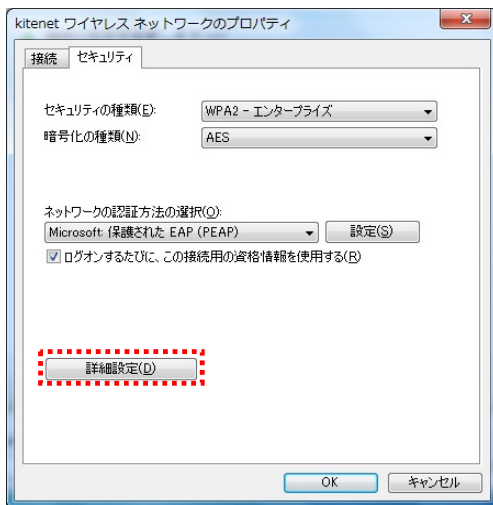 kitenet ワイヤレス ネットワークのプロパティ
接続 セキュリティ
セキュリティの種類(E): WPA2 - エンタープライズ
暗号化の種類(N): AES
ネットワークの認証方法の選択(O):
Microsoft: 保護された EAP (PEAP) 設定(S)
ログオンするたびに、この接続用の資格情報を使用する(R)
詳細設定(D)
OK キャンセル